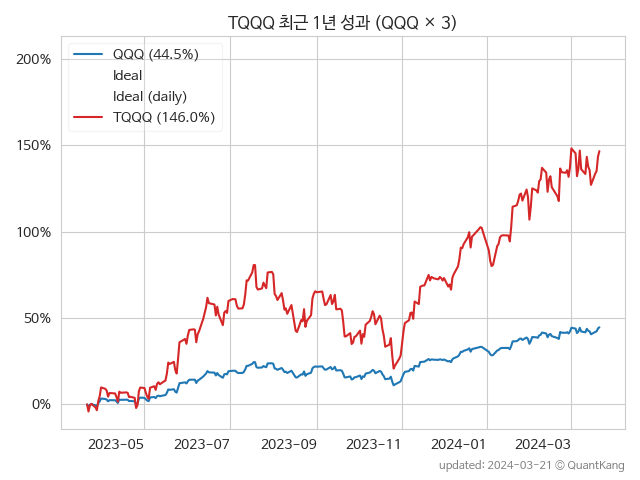 TQQQ 최근 1년 성과 (QQQ × 3)
QQQ (44.5%)
Ideal
Ideal (daily)
TQQQ (146.0%)
200%
150%
100%
50%
0%
2023-05 2023-07 2023-09 2023-11 2024-01 2024-03
updated: 2024-03-21 © QuantKang